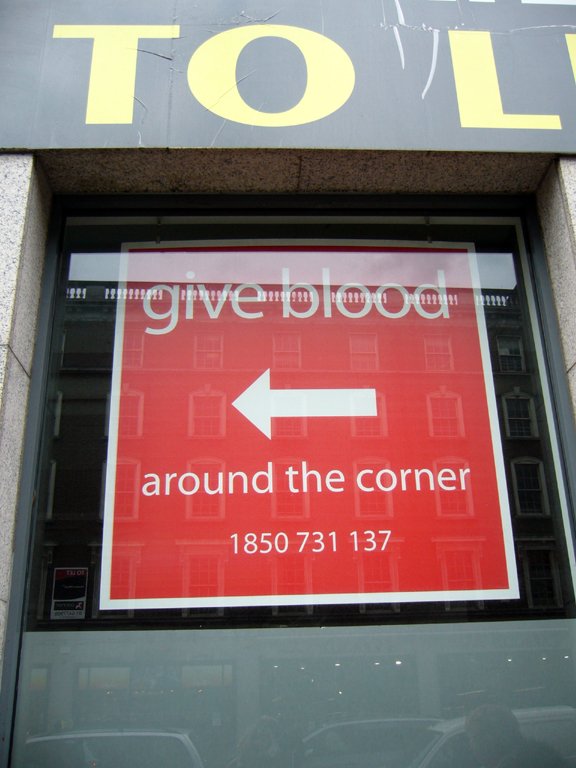 TO L
give blood
around the corner
1850 731 137